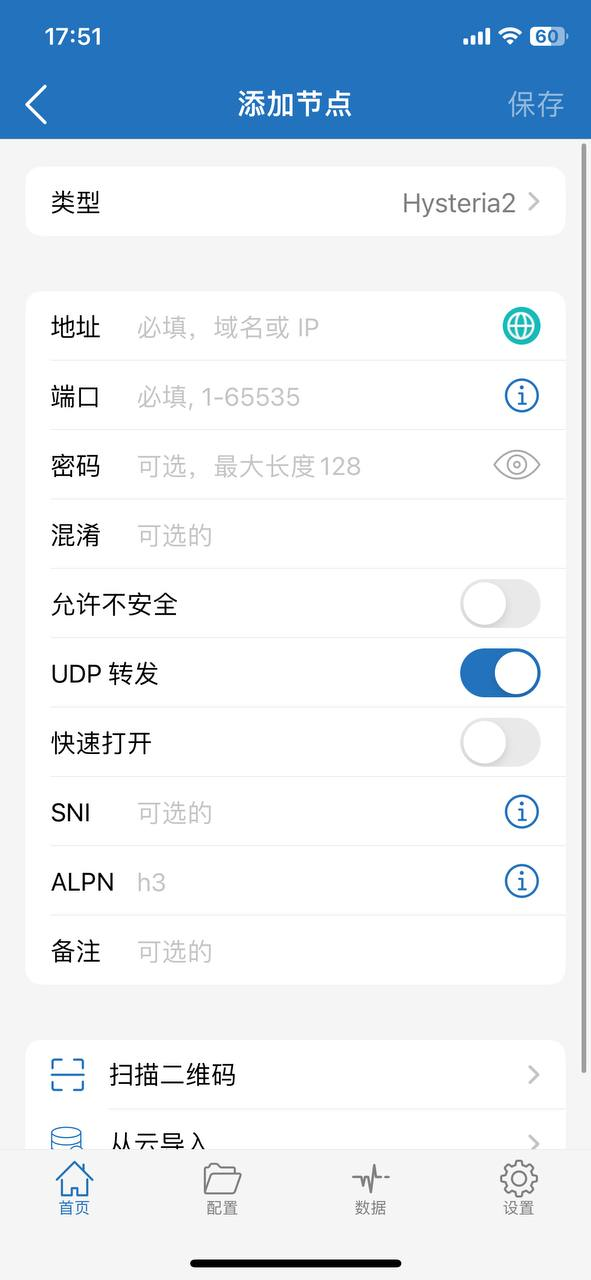 17:51
60
添加节点
保存
类型 Hysteria2
地址 必填，域名或 IP
端口 必填, 1-65535
密码 可选，最大长度128
混淆 可选的
允许不安全
UDP 转发
快速打开
SNI 可选的
ALPN h3
备注 可选的
扫描二维码
从云导入
首页 配置 数据 设置